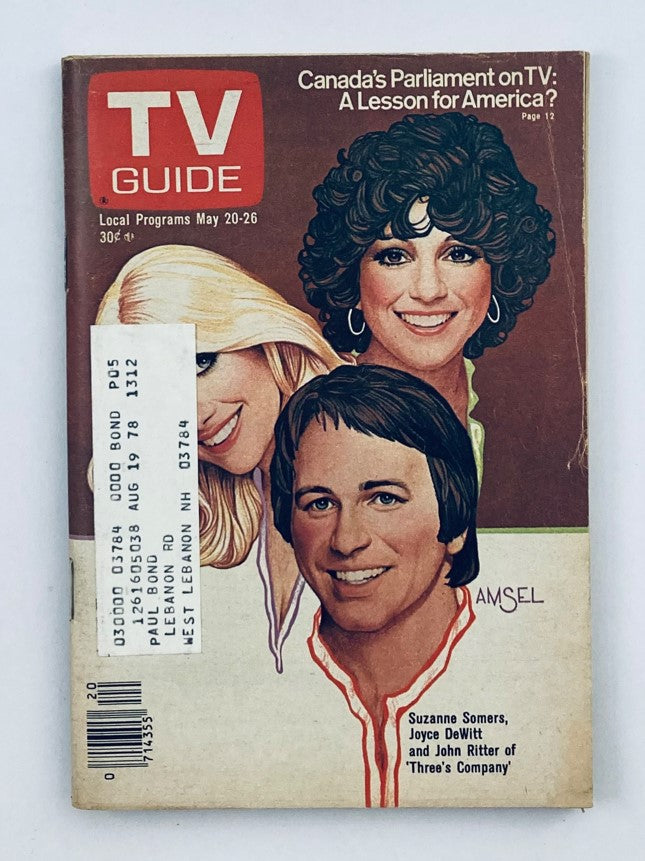 Canada's Parliament on TV:
A Lesson for America?
Page 12
TV
GUIDE
®
Local Programs May 20-26
30¢
030000 03784 0000 BOND P05
1261605038 AUG 19 78 1312
PAUL BOND
LEBANON RD
WEST LEBANON NH 03784
AMSEL
Suzanne Somers,
Joyce DeWitt
and John Ritter of
'Three's Company'
20
0 714355